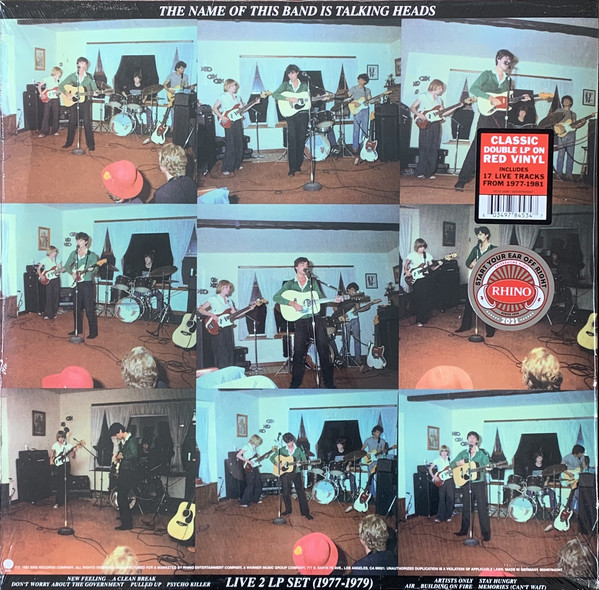 THE NAME OF THIS BAND IS TALKING HEADS
CLASSIC
DOUBLE LP ON
RED VINYL
INCLUDES
17 LIVE TRACKS
FROM 1977-1981
START YOUR EAR OFF RIGHT
RHINO
2021
NEW FEELING A CLEAN BREAK
DON'T WORRY ABOUT THE GOVERNMENT PULLED UP PSYCHO KILLER
LIVE 2 LP SET (1977-1979)
ARTISTS ONLY STAY HUNGRY
AIR BUILDING ON FIRE MEMORIES (CAN'T WAIT)